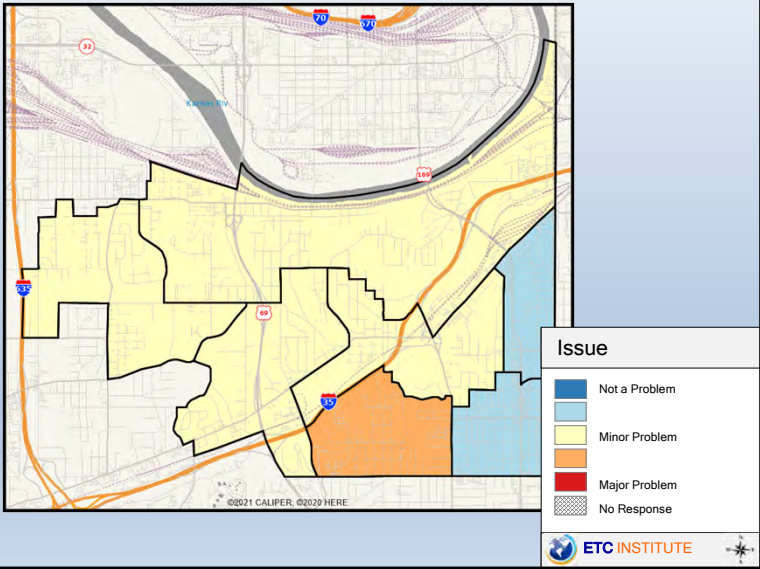 70
670
32
Kansas Riv
169
635
69
35
©2021 CALIPER; ©2020 HERE
Issue
Not a Problem
Minor Problem
Major Problem
No Response
ETC INSTITUTE